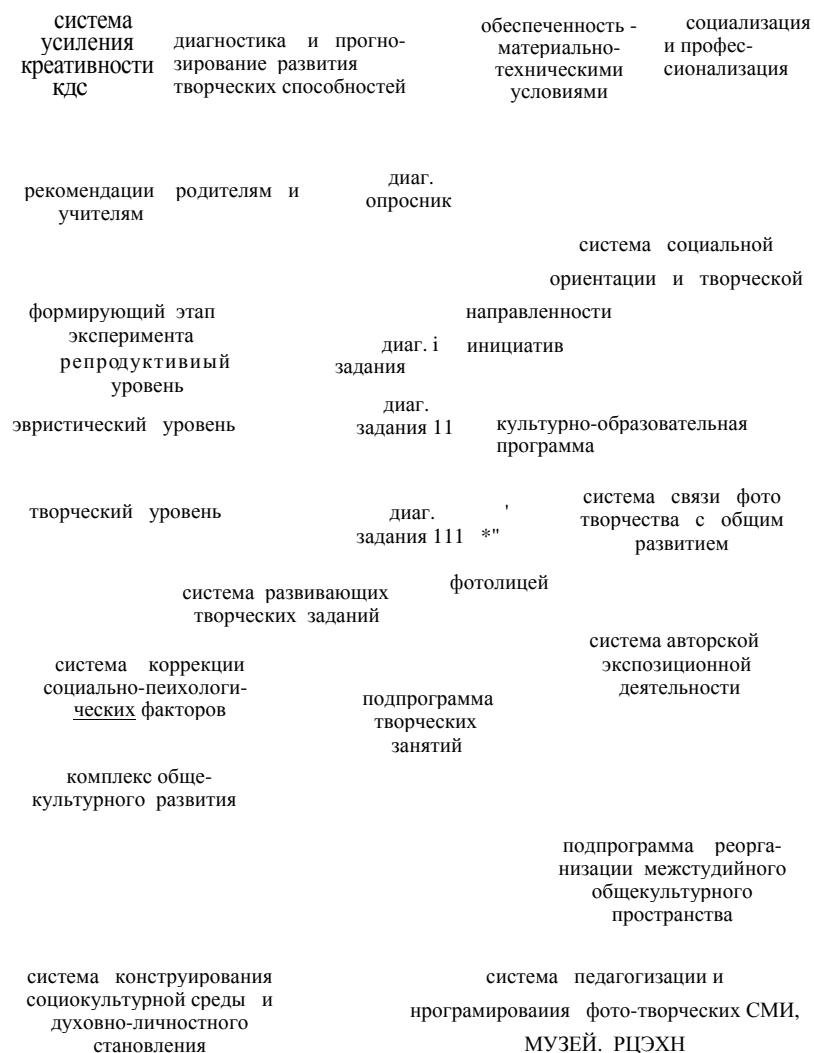 система
усиления
креативности
кдс
диагностика и прогно-
зирование развития
творческих способностей
обеспеченность -
материально-
техническими
условиями
социализация
и профес-
сионализация
рекомендации родителям и
учителям
диаг.
опросник
система социальной
ориентации и творческой
направленности
инициатив
формирующий этап
эксперимента
репродуктивиый
уровень
диаг. i
задания
эвристический уровень
диаг.
задания 11
культурно-образовательная
программа
творческий уровень
диаг. '
задания 111 *"
система связи фото
творчества с общим
развитием
система развивающих
творческих заданий
фотолицей
система авторской
экспозиционной
деятельности
система коррекции
социально-пеихологи-
ческих факторов
подпрограмма
творческих
занятий
комплекс обще-
культурного развития
подпрограмма реорга-
низации межстудийного
общекультурного
пространства
система конструирования
социокультурной среды и
духовно-личностного
становления
система педагогизации и
нрограмироваиия фото-творческих СМИ,
МУЗЕЙ. РЦЭХН